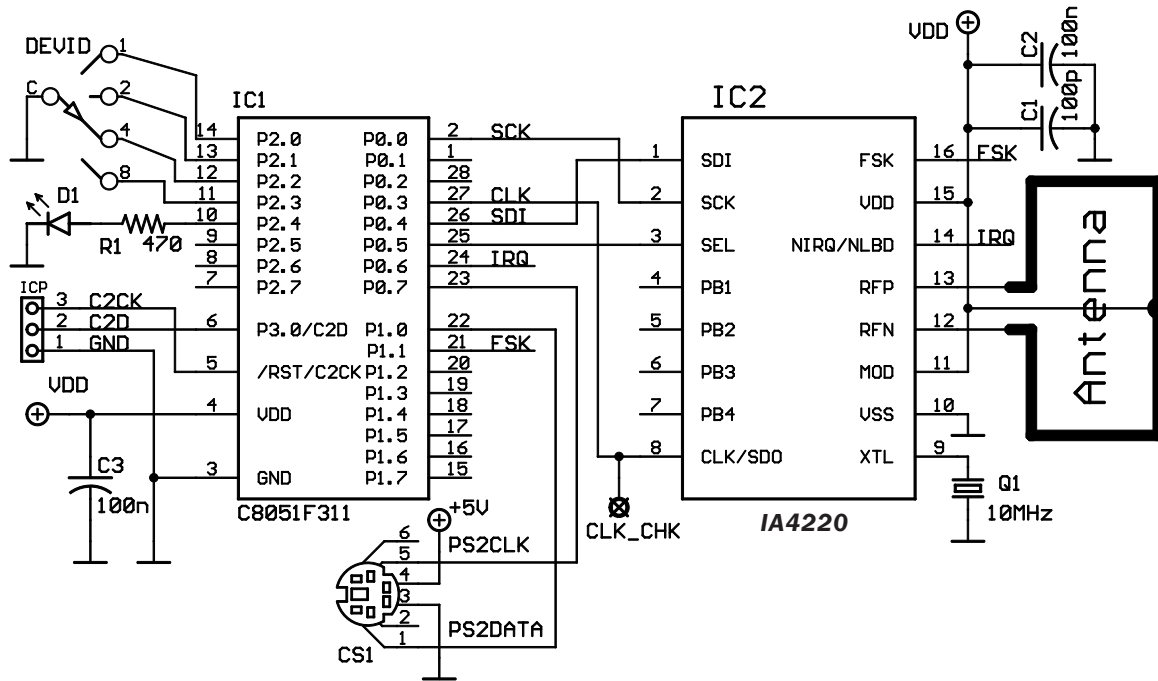 DEVID
1
C
2
4
8
D1
R1
470
ICP
3 C2CK
2 C2D
1 GND
VDD
C3
100n
IC1
14 P2.0
13 P2.1
12 P2.2
11 P2.3
10 P2.4
9 P2.5
8 P2.6
7 P2.7
6 P3.0/C2D
5 /RST/C2CK
4 VDD
3 GND
P0.0 2 SCK
P0.1 1
P0.2 28
P0.3 27 CLK
P0.4 26 SDI
P0.5 25
P0.6 24 IRQ
P0.7 23
P1.0 22
P1.1 21 FSK
P1.2 20
P1.3 19
P1.4 18
P1.5 17
P1.6 16
P1.7 15
C8051F311
+5V
6
5 PS2CLK
4
3
2
1 PS2DATA
CS1
CLK_CHK
IC2
1 SDI
2 SCK
3 SEL
4 PB1
5 PB2
6 PB3
7 PB4
8 CLK/SDO
FSK 16 FSK
VDD 15
NIRQ/NLBD 14 IRQ
RFP 13
RFN 12
MOD 11
VSS 10
XTL 9
IA4220
VDD
C2
100n
C1
100p
Antenna
Q1
10MHz